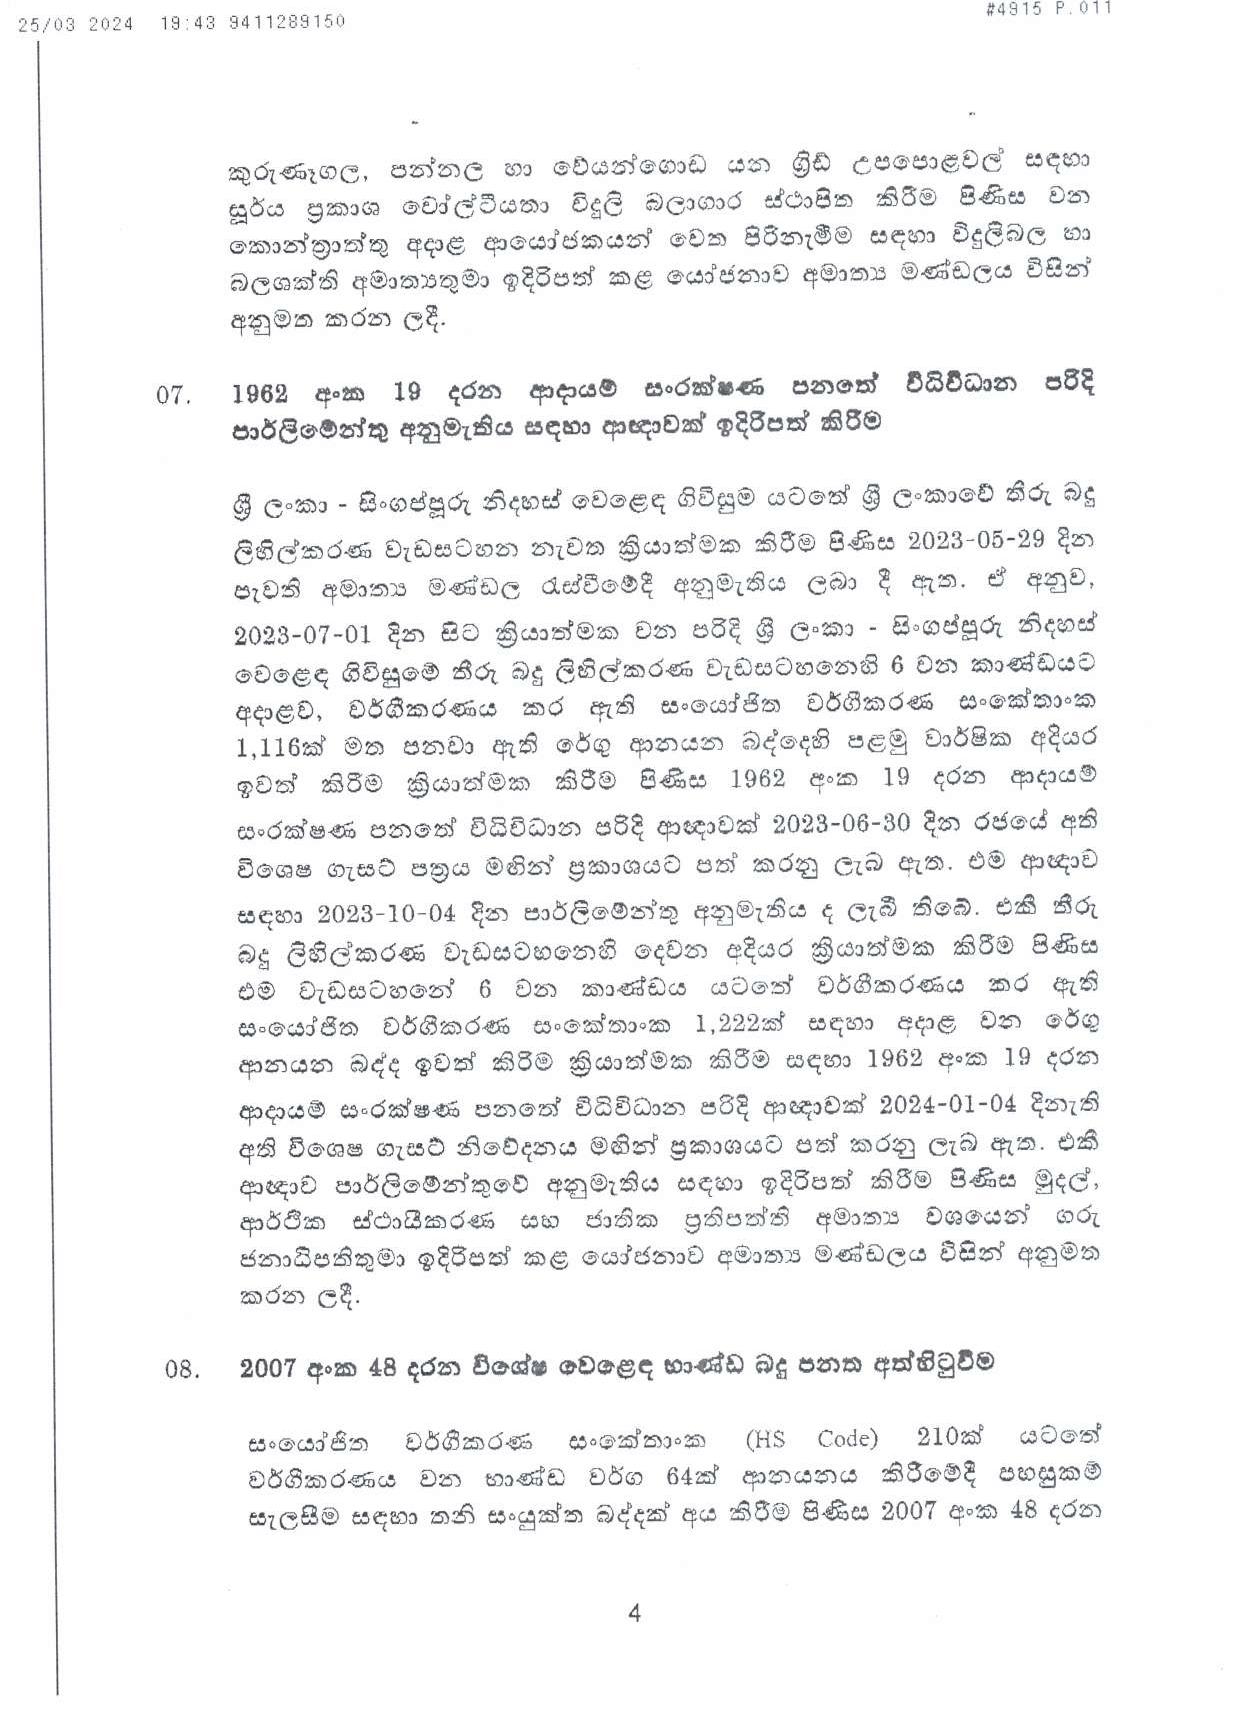 25/03 2024 19:43 9411289150
#4915 P.011
කුරුණෑගල, පන්නල හා වේයන්ගොඩ යන ග්‍රිඩ් උපපොළවල් සඳහා
සූර්ය ප්‍රකාශ වෝල්ටීයතා විදුලි බලාගාර ස්ථාපිත කිරීම පිණිස වන
කොන්ත්‍රාත්තු අදාළ ආයෝජකයන් වෙත පිරිනැමීම සඳහා විදුලිබල හා
බලශක්ති අමාත්‍යතුමා ඉදිරිපත් කළ යෝජනාව අමාත්‍ය මණ්ඩලය විසින්
අනුමත කරන ලදී.
07. 1962 අංක 19 දරන ආදායම් සංරක්ෂණ පනතේ විධිවිධාන පරිදි
පාර්ලිමේන්තු අනුමැතිය සඳහා ආඥාවක් ඉදිරිපත් කිරීම
ශ්‍රී ලංකා - සිංගප්පූරු නිදහස් වෙළෙඳ ගිවිසුම යටතේ ශ්‍රී ලංකාවේ තීරු බදු
ලිහිල්කරණ වැඩසටහන නැවත ක්‍රියාත්මක කිරීම පිණිස 2023-05-29 දින
පැවති අමාත්‍ය මණ්ඩල රැස්වීමේදී අනුමැතිය ලබා දී ඇත. ඒ අනුව,
2023-07-01 දින සිට ක්‍රියාත්මක වන පරිදි ශ්‍රී ලංකා - සිංගප්පූරු නිදහස්
වෙළෙඳ ගිවිසුමේ තීරු බදු ලිහිල්කරණ වැඩසටහනෙහි 6 වන කාණ්ඩයට
අදාළව, වර්ගීකරණය කර ඇති සංයෝජිත වර්ගීකරණ සංකේතාංක
1,116ක් මත පනවා ඇති රේගු ආනයන බද්දෙහි පළමු වාර්ෂික අදියර
ඉවත් කිරීම ක්‍රියාත්මක කිරීම පිණිස 1962 අංක 19 දරන ආදායම්
සංරක්ෂණ පනතේ විධිවිධාන පරිදි ආඥාවක් 2023-06-30 දින රජයේ අති
විශෙෂ ගැසට් පත්‍රය මඟින් ප්‍රකාශයට පත් කරනු ලැබ ඇත. එම ආඥාව
සඳහා 2023-10-04 දින පාර්ලිමේන්තු අනුමැතිය ද ලැබී තිබේ. එකී තීරු
බදු ලිහිල්කරණ වැඩසටහනෙහි දෙවන අදියර ක්‍රියාත්මක කිරීම පිණිස
එම වැඩසටහනේ 6 වන කාණ්ඩය යටතේ වර්ගීකරණය කර ඇති
සංයෝජිත වර්ගීකරණ සංකේතාංක 1,222ක් සඳහා අදාළ වන රේගු
ආනයන බද්ද ඉවත් කිරීම ක්‍රියාත්මක කිරීම සඳහා 1962 අංක 19 දරන
ආදායම් සංරක්ෂණ පනතේ විධිවිධාන පරිදි ආඥාවක් 2024-01-04 දිනැති
අති විශෙෂ ගැසට් නිවේදනය මඟින් ප්‍රකාශයට පත් කරනු ලැබ ඇත. එකී
ආඥාව පාර්ලිමේන්තුවේ අනුමැතිය සඳහා ඉදිරිපත් කිරීම පිණිස මුදල්,
ආර්ථික ස්ථායීකරණ සහ ජාතික ප්‍රතිපත්ති අමාත්‍ය වශයෙන් ගරු
ජනාධිපතිතුමා ඉදිරිපත් කළ යෝජනාව අමාත්‍ය මණ්ඩලය විසින් අනුමත
කරන ලදී.
08. 2007 අංක 48 දරන විශේෂ වෙළෙඳ භාණ්ඩ බදු පනත අත්හිටුවීම
සංයෝජිත වර්ගීකරණ සංකේතාංක (HS Code) 210ක් යටතේ
වර්ගීකරණය වන භාණ්ඩ වර්ග 64ක් ආනයනය කිරීමේදී පහසුකම්
සැලසීම සඳහා තනි සංයුක්ත බද්දක් අය කිරීම පිණිස 2007 අංක 48 දරන
4